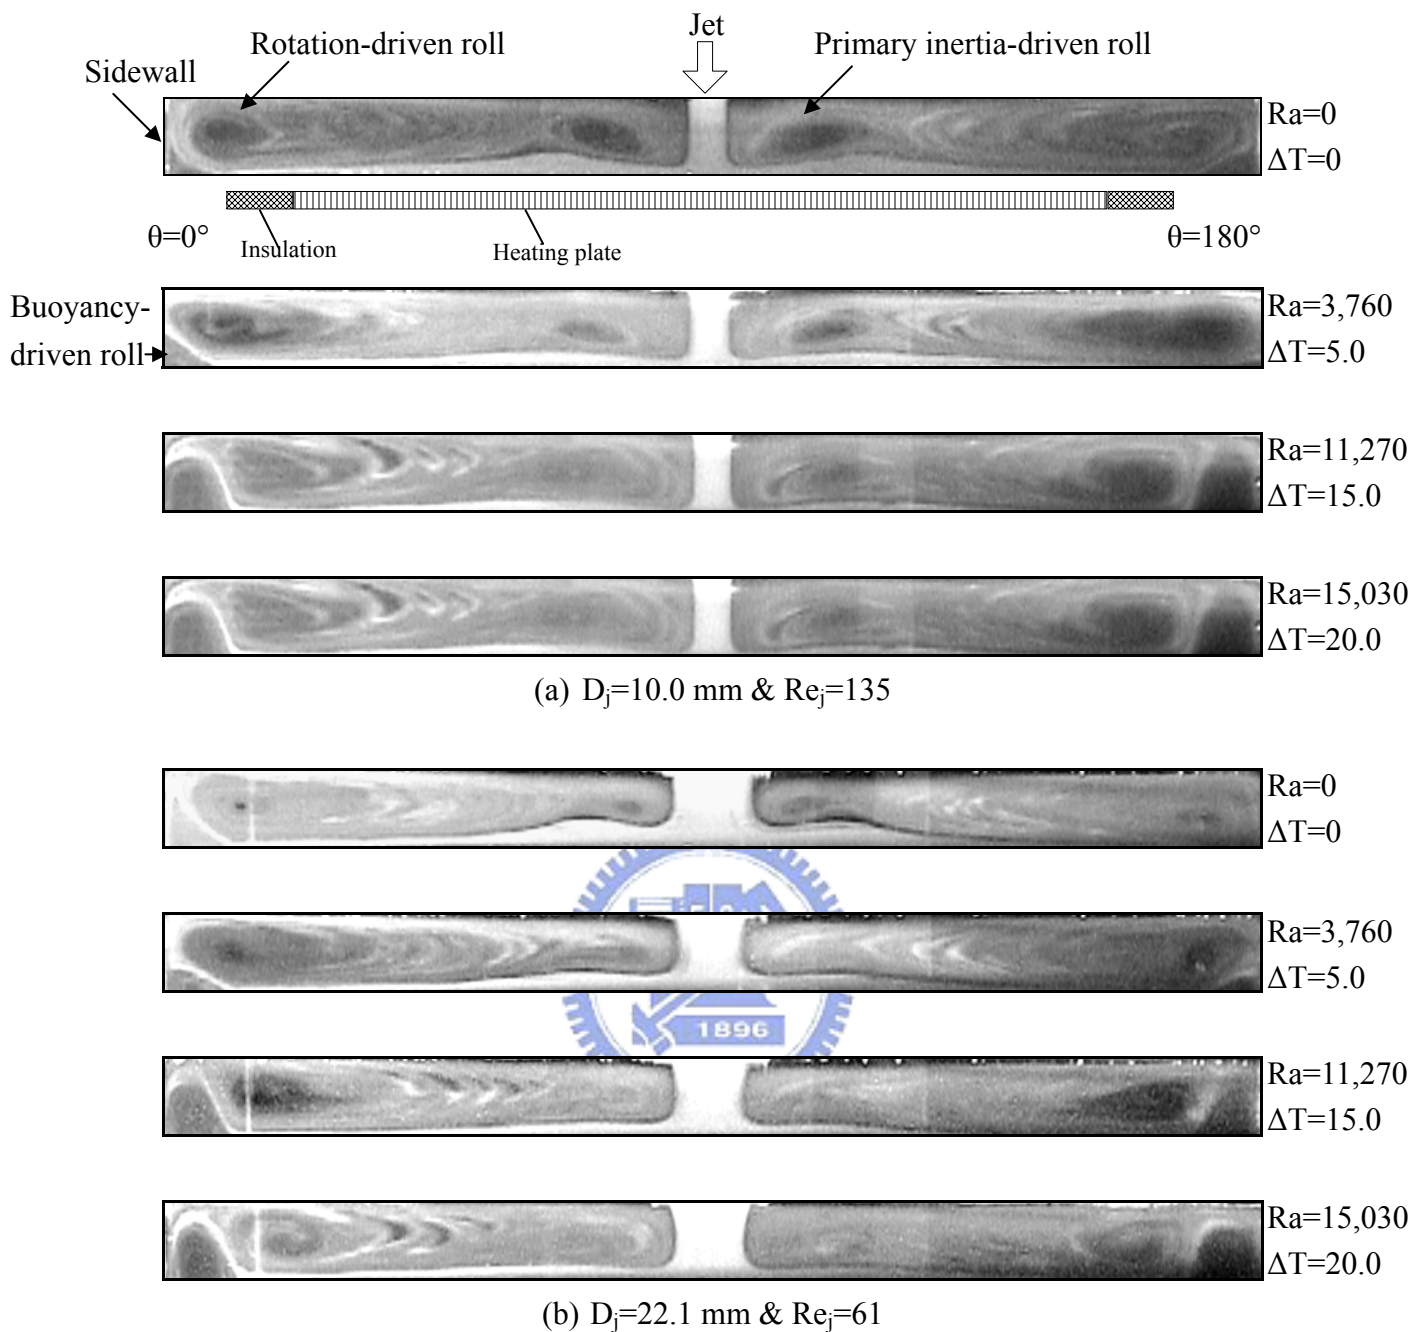 Jet
Rotation-driven roll
Primary inertia-driven roll
Sidewall
Ra=0
ΔT=0
θ=0°
Insulation
Heating plate
θ=180°
Buoyancy-
driven roll
Ra=3,760
ΔT=5.0
Ra=11,270
ΔT=15.0
Ra=15,030
ΔT=20.0
(a) Dj=10.0 mm & Rej=135
Ra=0
ΔT=0
Ra=3,760
ΔT=5.0
1896
Ra=11,270
ΔT=15.0
Ra=15,030
ΔT=20.0
(b) Dj=22.1 mm & Rej=61